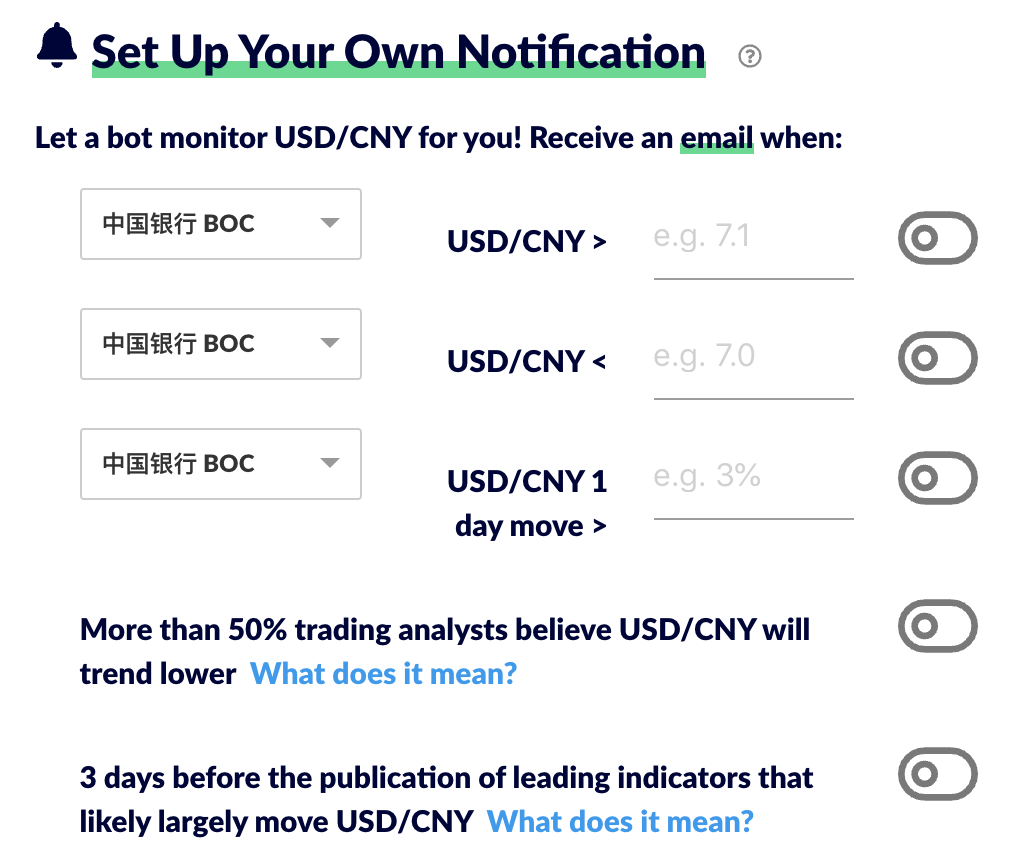 Set Up Your Own Notification ?
Let a bot monitor USD/CNY for you! Receive an email when:
中国银行 BOC
USD/CNY >
e.g. 7.1
中国银行 BOC
USD/CNY <
e.g. 7.0
中国银行 BOC
USD/CNY 1
day move >
e.g. 3%
More than 50% trading analysts believe USD/CNY will
trend lower What does it mean?
3 days before the publication of leading indicators that
likely largely move USD/CNY What does it mean?